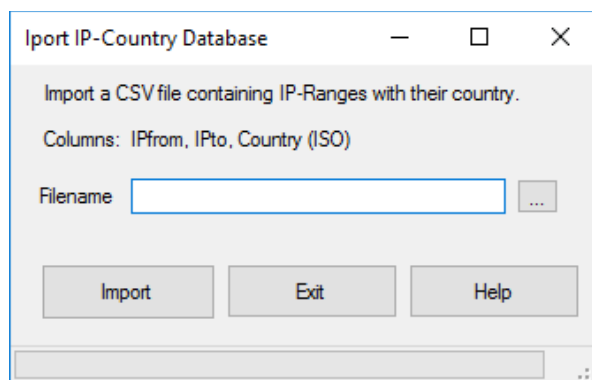 Iport IP-Country Database
Import a CSV file containing IP-Ranges with their country.
Columns: IPfrom, IPto, Country (ISO)
Filename ...
Import Exit Help